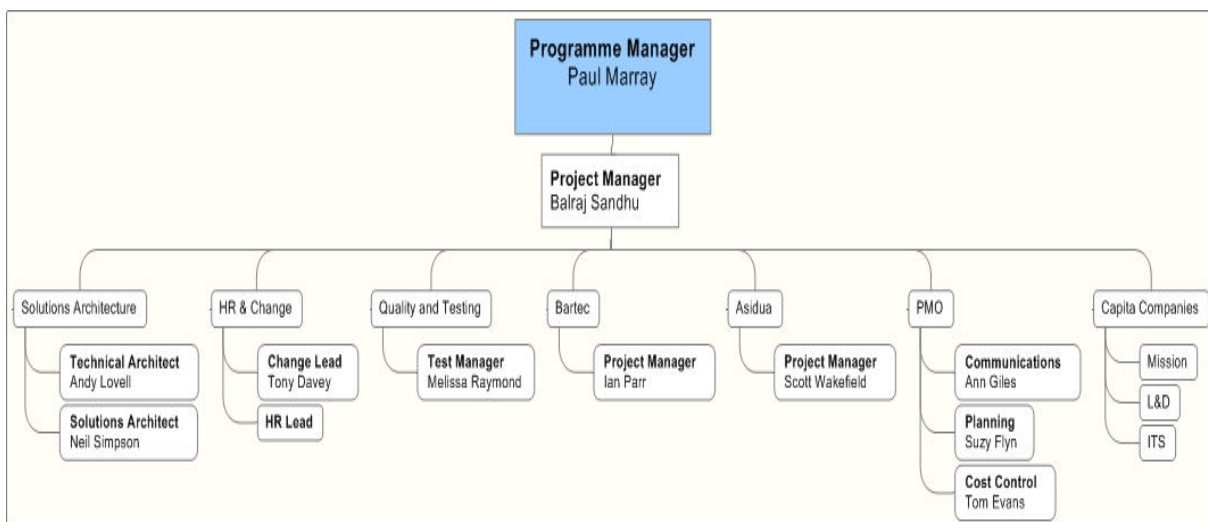 Programme Manager
Paul Marray
Project Manager
Balraj Sandhu
Solutions Architecture
HR & Change
Quality and Testing
Bartec
Asidua
PMO
Capita Companies
Technical Architect
Andy Lovell
Solutions Architect
Neil Simpson
Change Lead
Tony Davey
HR Lead
Test Manager
Melissa Raymond
Project Manager
Ian Parr
Project Manager
Scott Wakefield
Communications
Ann Giles
Planning
Suzy Flyn
Cost Control
Tom Evans
Mission
L&D
ITS